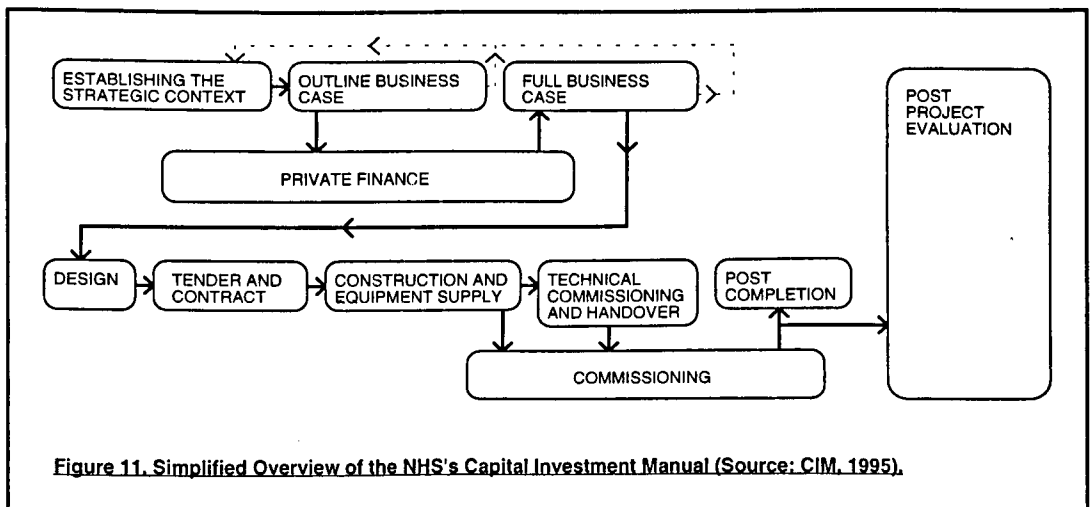 ESTABLISHING THE
STRATEGIC CONTEXT
OUTLINE BUSINESS
CASE
FULL BUSINESS
CASE
POST
PROJECT
EVALUATION
PRIVATE FINANCE
DESIGN
TENDER AND
CONTRACT
CONSTRUCTION AND
EQUIPMENT SUPPLY
TECHNICAL
COMMISSIONING
AND HANDOVER
POST
COMPLETION
COMMISSIONING
Figure 11. Simplified Overview of the NHS's Capital Investment Manual (Source: CIM, 1995).